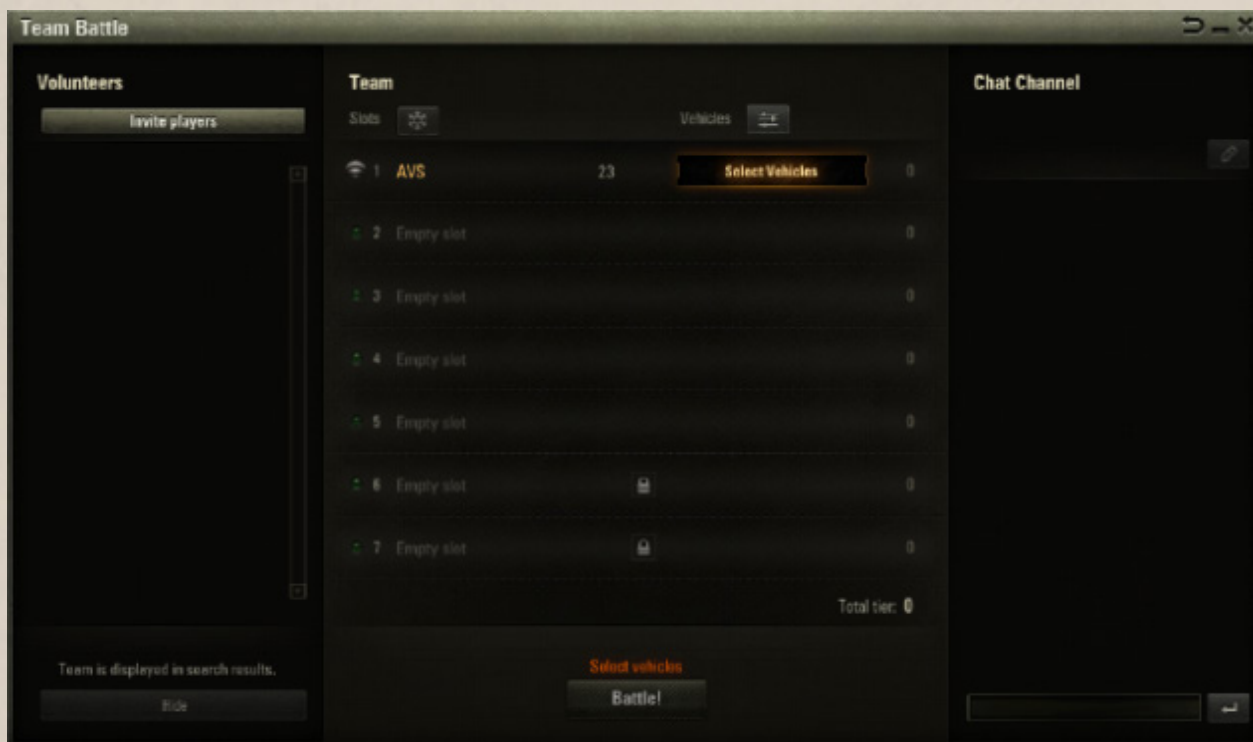 Team Battle
Volunteers
Invite players
Team is displayed in search results.
Hide
Team
Slots
Vehicles
1 AVS 23 Select Vehicles 0
2 Empty slot 0
3 Empty slot 0
4 Empty slot 0
5 Empty slot 0
6 Empty slot 0
7 Empty slot 0
Total tier: 0
Select vehicles
Battle!
Chat Channel